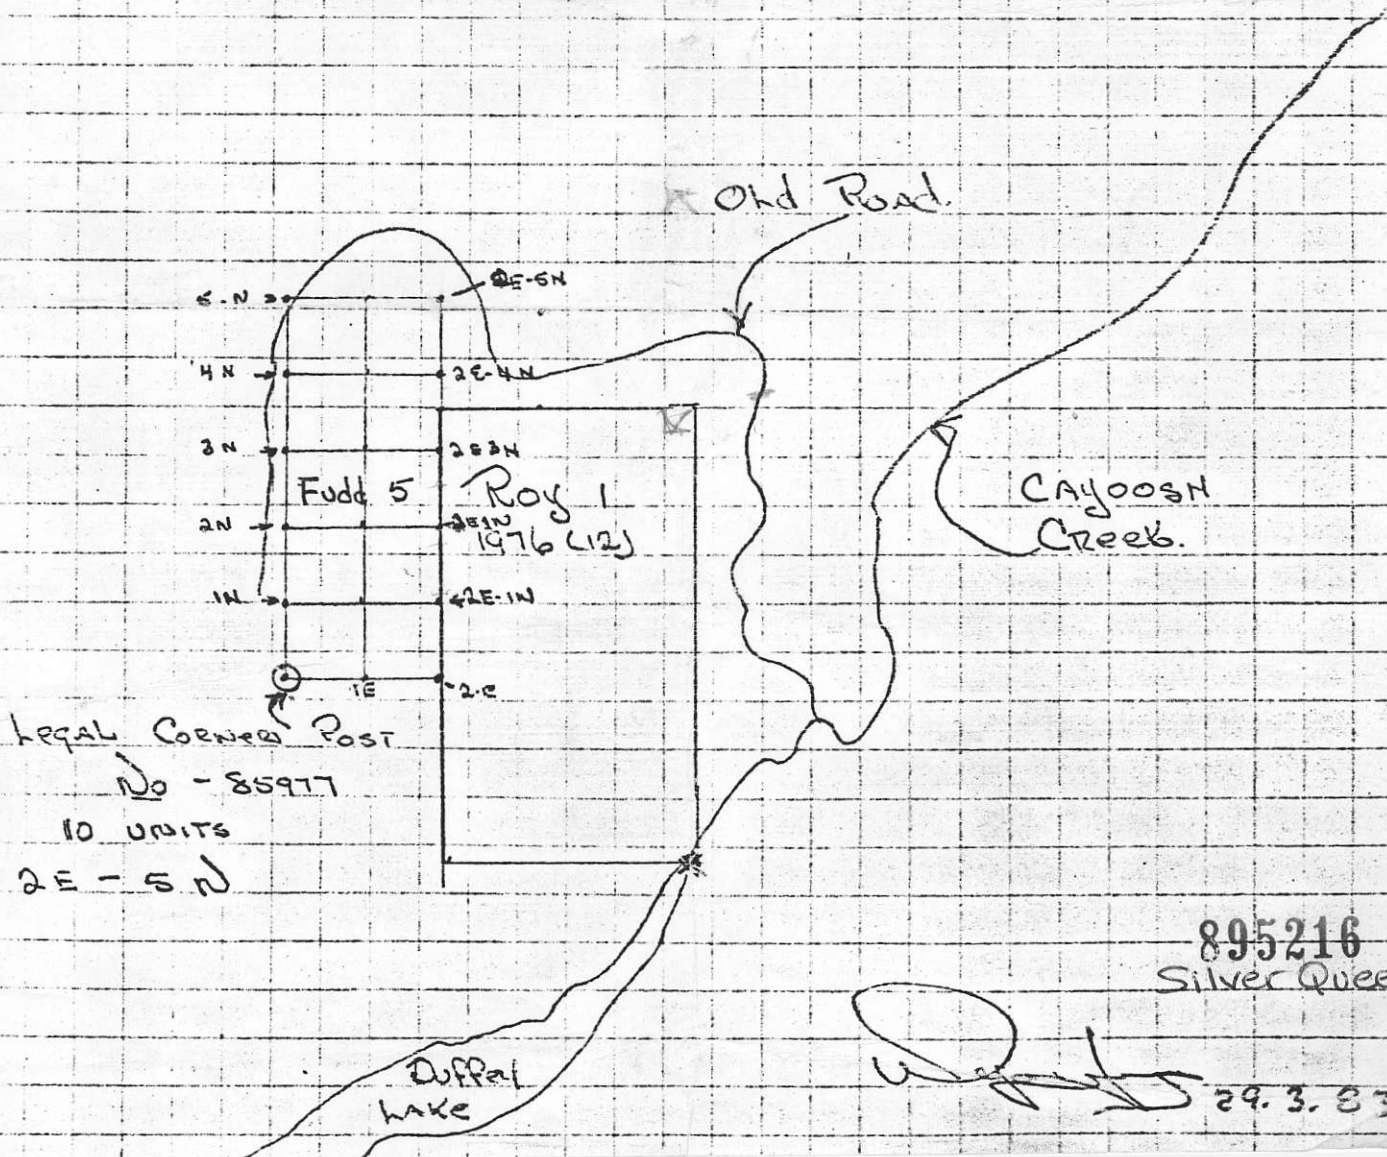 Old Road.
5.N
2E-5N
4N
2E-4N
3N
2E3N
Fudd 5
Roy 1
2N
2E1N
1976 (12)
CAYOOSH
CREEK.
1N
2E-1N
1E
2.E
LEGAL CORNER POST
No - 85977
10 UNITS
2E - 5N
895216
Silver Quee
DUFFEY
LAKE
29.3.83